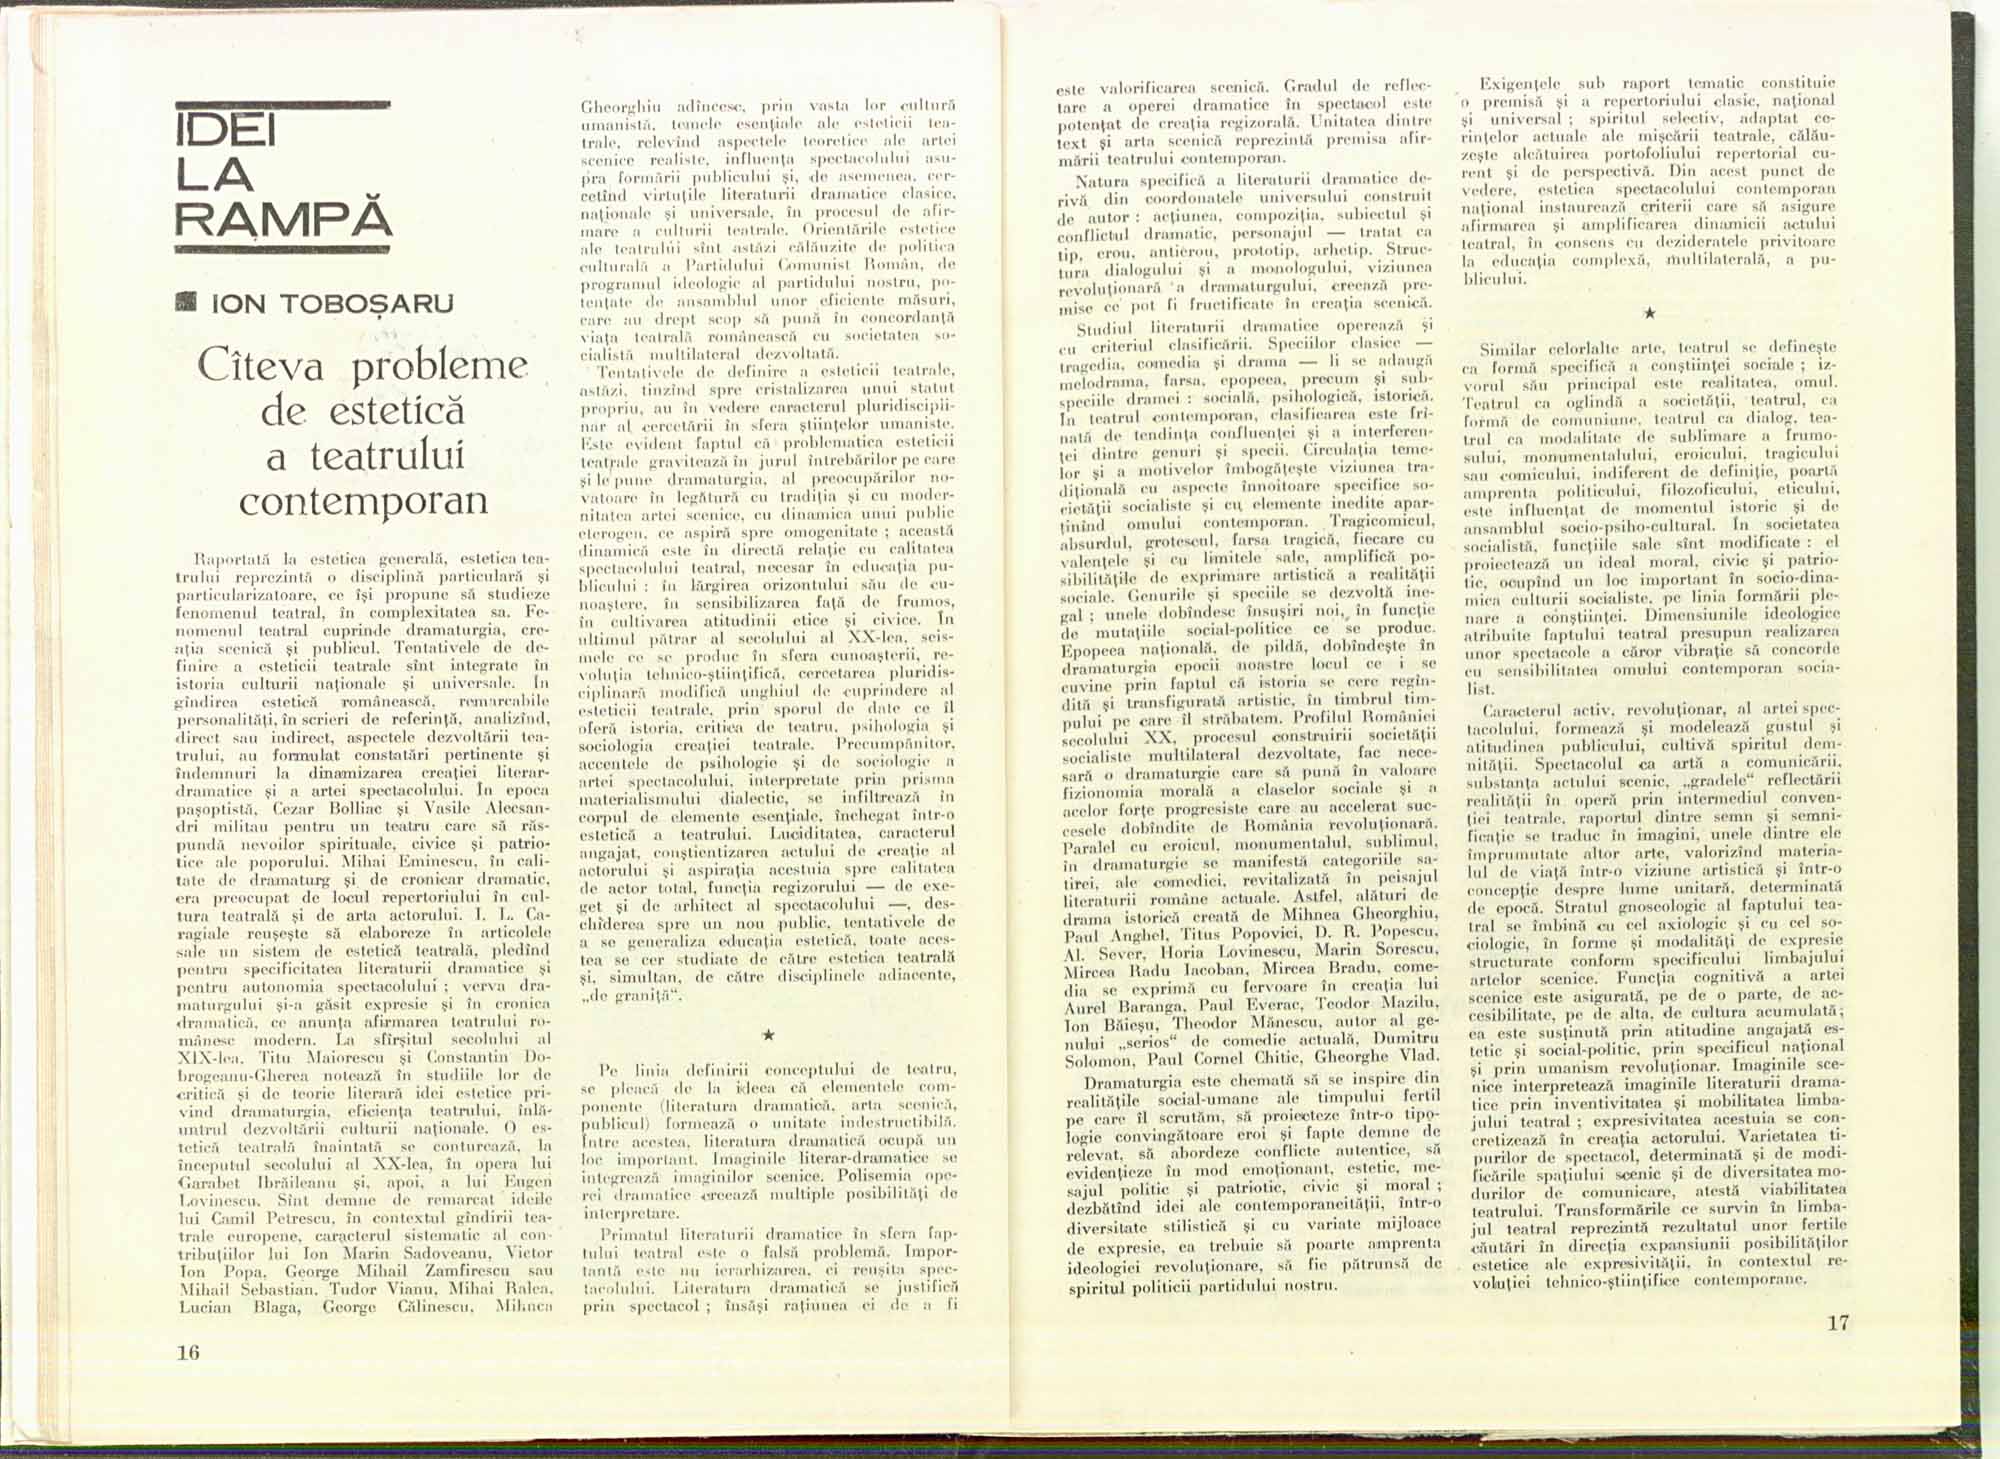 IDEI
LA
RAMPĂ
ION TOBOȘARU
Cîteva probleme
de estetică
a teatrului
contemporan
Raportată la estetica generală, estetica tea-
trului reprezintă o disciplină particulară și
particularizatoare, ce își propune să studieze
fenomenul teatral, în complexitatea sa. Fe-
nomenul teatral cuprinde dramaturgia, cre-
ația scenică și publicul. Tentativele de de-
finire a esteticii teatrale sînt integrate în
istoria culturii naționale și universale. În
gîndirea estetică românească, remarcabile
personalități, în scrieri de referință, analizînd,
direct sau indirect, aspectele dezvoltării tea-
trului, au formulat constatări pertinente și
îndemnuri la dinamizarea creației literar-
dramatice și a artei spectacolului. În epoca
pașoptistă, Cezar Bolliac și Vasile Alecsan-
dri militau pentru un teatru care să răs-
pundă nevoilor spirituale, civice și patrio-
tice ale poporului. Mihai Eminescu, în cali-
tate de dramaturg și de cronicar dramatic,
era preocupat de locul repertoriului în cul-
tura teatrală și de arta actorului. I. L. Ca-
ragiale reușește să elaboreze în articolele
sale un sistem de estetică teatrală, pledînd
pentru specificitatea literaturii dramatice și
pentru autonomia spectacolului ; verva dra-
maturgului și-a găsit expresie și în cronica
dramatică, ce anunța afirmarea teatrului ro-
mânesc modern. La sfîrșitul secolului al
XIX-lea, Titu Maiorescu și Constantin Do-
brogeanu-Gherea notează în studiile lor de
critică și de teorie literară idei estetice pri-
vind dramaturgia, eficiența teatrului, înlă-
untrul dezvoltării culturii naționale. O es-
tetică teatrală înaintată se conturează, la
începutul secolului al XX-lea, în opera lui
Garabet Ibrăileanu și, apoi, a lui Eugen
Lovinescu. Sînt demne de remarcat ideile
lui Camil Petrescu, în contextul gîndirii tea-
trale europene, caracterul sistematic al con-
tribuțiilor lui Ion Marin Sadoveanu, Victor
Ion Popa, George Mihail Zamfirescu sau
Mihail Sebastian, Tudor Vianu, Mihai Ralea,
Lucian Blaga, George Călinescu, Mihnea
16
Gheorghiu adîncesc, prin vasta lor cultură
umanistă, temele esențiale ale esteticii tea-
trale, relevînd aspectele teoretice ale artei
scenice realiste, influența spectacolului asu-
pra formării publicului și, de asemenea, cer-
cetînd virtuțile literaturii dramatice clasice,
naționale și universale, în procesul de afir-
mare a culturii teatrale. Orientările estetice
ale teatrului sînt astăzi călăuzite de politica
culturală a Partidului Comunist Român, de
programul ideologic al partidului nostru, po-
tențate de ansamblul unor eficiente măsuri,
care au drept scop să pună în concordanță
viața teatrală românească cu societatea so-
cialistă multilateral dezvoltată.
Tentativele de definire a esteticii teatrale,
astăzi, tinzînd spre cristalizarea unui statut
propriu, au în vedere caracterul pluridiscipli-
nar al cercetării în sfera științelor umaniste.
Este evident faptul că problematica esteticii
teatrale gravitează în jurul întrebărilor pe care
și le pune dramaturgia, al preocupărilor no-
vatoare în legătură cu tradiția și cu moder-
nitatea artei scenice, cu dinamica unui public
eterogen, ce aspiră spre omogenitate ; această
dinamică este în directă relație cu calitatea
spectacolului teatral, necesar în educația pu-
blicului : în lărgirea orizontului său de cu-
noaștere, în sensibilizarea față de frumos,
în cultivarea atitudinii etice și civice. În
ultimul pătrar al secolului al XX-lea, seis-
mele ce se produc în sfera cunoașterii, re-
voluția tehnico-științifică, cercetarea pluridis-
ciplinară modifică unghiul de cuprindere al
esteticii teatrale, prin sporul de date ce îl
oferă istoria, critica de teatru, psihologia și
sociologia creației teatrale. Precumpănitor,
accentele de psihologie și de sociologie a
artei spectacolului, interpretate prin prisma
materialismului dialectic, se infiltrează în
corpul de elemente esențiale, închegat într-o
estetică a teatrului. Luciditatea, caracterul
angajat, conștientizarea actului de creație al
actorului și aspirația acestuia spre calitatea
de actor total, funcția regizorului — de exe-
get și de arhitect al spectacolului —, des-
chiderea spre un nou public, tentativele de
a se generaliza educația estetică, toate aces-
tea se cer studiate de către estetica teatrală
și, simultan, de către disciplinele adiacente,
„de graniță“.
★
Pe linia definirii conceptului de teatru,
se pleacă de la ideea că elementele com-
ponente (literatura dramatică, arta scenică,
publicul) formează o unitate indestructibilă.
Între acestea, literatura dramatică ocupă un
loc important. Imaginile literar-dramatice se
integrează imaginilor scenice. Polisemia ope-
rei dramatice creează multiple posibilități de
interpretare.
Primatul literaturii dramatice în sfera fap-
tului teatral este o falsă problemă. Impor-
tantă este nu ierarhizarea, ci reușita spec-
tacolului. Literatura dramatică se justifică
prin spectacol ; însăși rațiunea ei de a fi
este valorificarea scenică. Gradul de reflec-
tare a operei dramatice în spectacol este
potențat de creația regizorală. Unitatea dintre
text și arta scenică reprezintă premisa afir-
mării teatrului contemporan.
Natura specifică a literaturii dramatice de-
rivă din coordonatele universului construit
de autor : acțiunea, compoziția, subiectul și
conflictul dramatic, personajul — tratat ca
tip, erou, antierou, prototip, arhetip. Struc-
tura dialogului și a monologului, viziunea
revoluționară a dramaturgului, creează pre-
mise ce pot fi fructificate în creația scenică.
Studiul literaturii dramatice operează și
cu criteriul clasificării. Speciilor clasice —
tragedia, comedia și drama — li se adaugă
melodrama, farsa, epopeea, precum și sub-
speciile dramei : socială, psihologică, istorică.
În teatrul contemporan, clasificarea este frî-
nată de tendința confluenței și a interferen-
ței dintre genuri și specii. Circulația teme-
lor și a motivelor îmbogățește viziunea tra-
dițională cu aspecte înnoitoare specifice so-
cietății socialiste și cu elemente inedite apar-
ținînd omului contemporan. Tragicomicul,
absurdul, grotescul, farsa tragică, fiecare cu
valențele și cu limitele sale, amplifică po-
sibilitățile de exprimare artistică a realității
sociale. Genurile și speciile se dezvoltă ine-
gal ; unele dobîndesc însușiri noi, în funcție
de mutațiile social-politice ce se produc.
Epopeea națională, de pildă, dobîndește în
dramaturgia epocii noastre locul ce i se
cuvine prin faptul că istoria se cere regîn-
dită și transfigurată artistic, în timbrul tim-
pului pe care îl străbatem. Profilul României
secolului XX, procesul construirii societății
socialiste multilateral dezvoltate, fac nece-
sară o dramaturgie care să pună în valoare
fizionomia morală a claselor sociale și a
acelor forțe progresiste care au accelerat suc-
cesele dobîndite de România revoluționară.
Paralel cu eroicul, monumentalul, sublimul,
în dramaturgie se manifestă categoriile sa-
tirei, ale comediei, revitalizată în peisajul
literaturii române actuale. Astfel, alături de
drama istorică creată de Mihnea Gheorghiu,
Paul Anghel, Titus Popovici, D. R. Popescu,
Al. Sever, Horia Lovinescu, Marin Sorescu,
Mircea Radu Iacoban, Mircea Bradu, come-
dia se exprimă cu fervoare în creația lui
Aurel Baranga, Paul Everac, Teodor Mazilu,
Ion Băieșu, Theodor Mănescu, autor al ge-
nului „serios“ de comedie actuală, Dumitru
Solomon, Paul Cornel Chitic, Gheorghe Vlad.
Dramaturgia este chemată să se inspire din
realitățile social-umane ale timpului fertil
pe care îl scrutăm, să proiecteze într-o tipo-
logie convingătoare eroi și fapte demne de
relevat, să abordeze conflicte autentice, să
evidențieze în mod emoționant, estetic, me-
sajul politic și patriotic, civic și moral ;
dezbătînd idei ale contemporaneității, într-o
diversitate stilistică și cu variate mijloace
de expresie, ea trebuie să poarte amprenta
ideologiei revoluționare, să fie pătrunsă de
spiritul politicii partidului nostru.
Exigențele sub raport tematic constituie
o premisă și a repertoriului clasic, național
și universal ; spiritul selectiv, adaptat ce-
rințelor actuale ale mișcării teatrale, călău-
zește alcătuirea portofoliului repertorial cu-
rent și de perspectivă. Din acest punct de
vedere, estetica spectacolului contemporan
național instaurează criterii care să asigure
afirmarea și amplificarea dinamicii actului
teatral, în consens cu dezideratele privitoare
la educația complexă, multilaterală, a pu-
blicului.
★
Similar celorlalte arte, teatrul se definește
ca formă specifică a conștiinței sociale ; iz-
vorul său principal este realitatea, omul.
Teatrul ca oglindă a societății, teatrul, ca
formă de comuniune, teatrul ca dialog, tea-
trul ca modalitate de sublimare a frumo-
sului, monumentalului, eroicului, tragicului
sau comicului, indiferent de definiție, poartă
amprenta politicului, filozoficului, eticului,
este influențat de momentul istoric și de
ansamblul socio-psiho-cultural. În societatea
socialistă, funcțiile sale sînt modificate : el
proiectează un ideal moral, civic și patrio-
tic, ocupînd un loc important în socio-dina-
mica culturii socialiste, pe linia formării ple-
nare a conștiinței. Dimensiunile ideologice
atribuite faptului teatral presupun realizarea
unor spectacole a căror vibrație să concorde
cu sensibilitatea omului contemporan socia-
list.
Caracterul activ, revoluționar, al artei spec-
tacolului, formează și modelează gustul și
atitudinea publicului, cultivă spiritul dem-
nității. Spectacolul ca artă a comunicării,
substanța actului scenic, „gradele“ reflectării
realității în operă prin intermediul conven-
ției teatrale, raportul dintre semn și semni-
ficație se traduc în imagini, unele dintre ele
împrumutate altor arte, valorizînd materia-
lul de viață într-o viziune artistică și într-o
concepție despre lume unitară, determinată
de epocă. Stratul gnoseologic al faptului tea-
tral se îmbină cu cel axiologic și cu cel so-
ciologic, în forme și modalități de expresie
structurate conform specificului limbajului
artelor scenice. Funcția cognitivă a artei
scenice este asigurată, pe de o parte, de ac-
cesibilitate, pe de alta, de cultura acumulată;
ea este susținută prin atitudine angajată es-
tetic și social-politic, prin specificul național
și prin umanism revoluționar. Imaginile sce-
nice interpretează imaginile literaturii drama-
tice prin inventivitatea și mobilitatea limba-
jului teatral ; expresivitatea acestuia se con-
cretizează în creația actorului. Varietatea ti-
purilor de spectacol, determinată și de modi-
ficările spațiului scenic și de diversitatea mo-
durilor de comunicare, atestă viabilitatea
teatrului. Transformările ce survin în limba-
jul teatral reprezintă rezultatul unor fertile
căutări în direcția expansiunii posibilităților
estetice ale expresivității, în contextul re-
voluției tehnico-științifice contemporane.
17